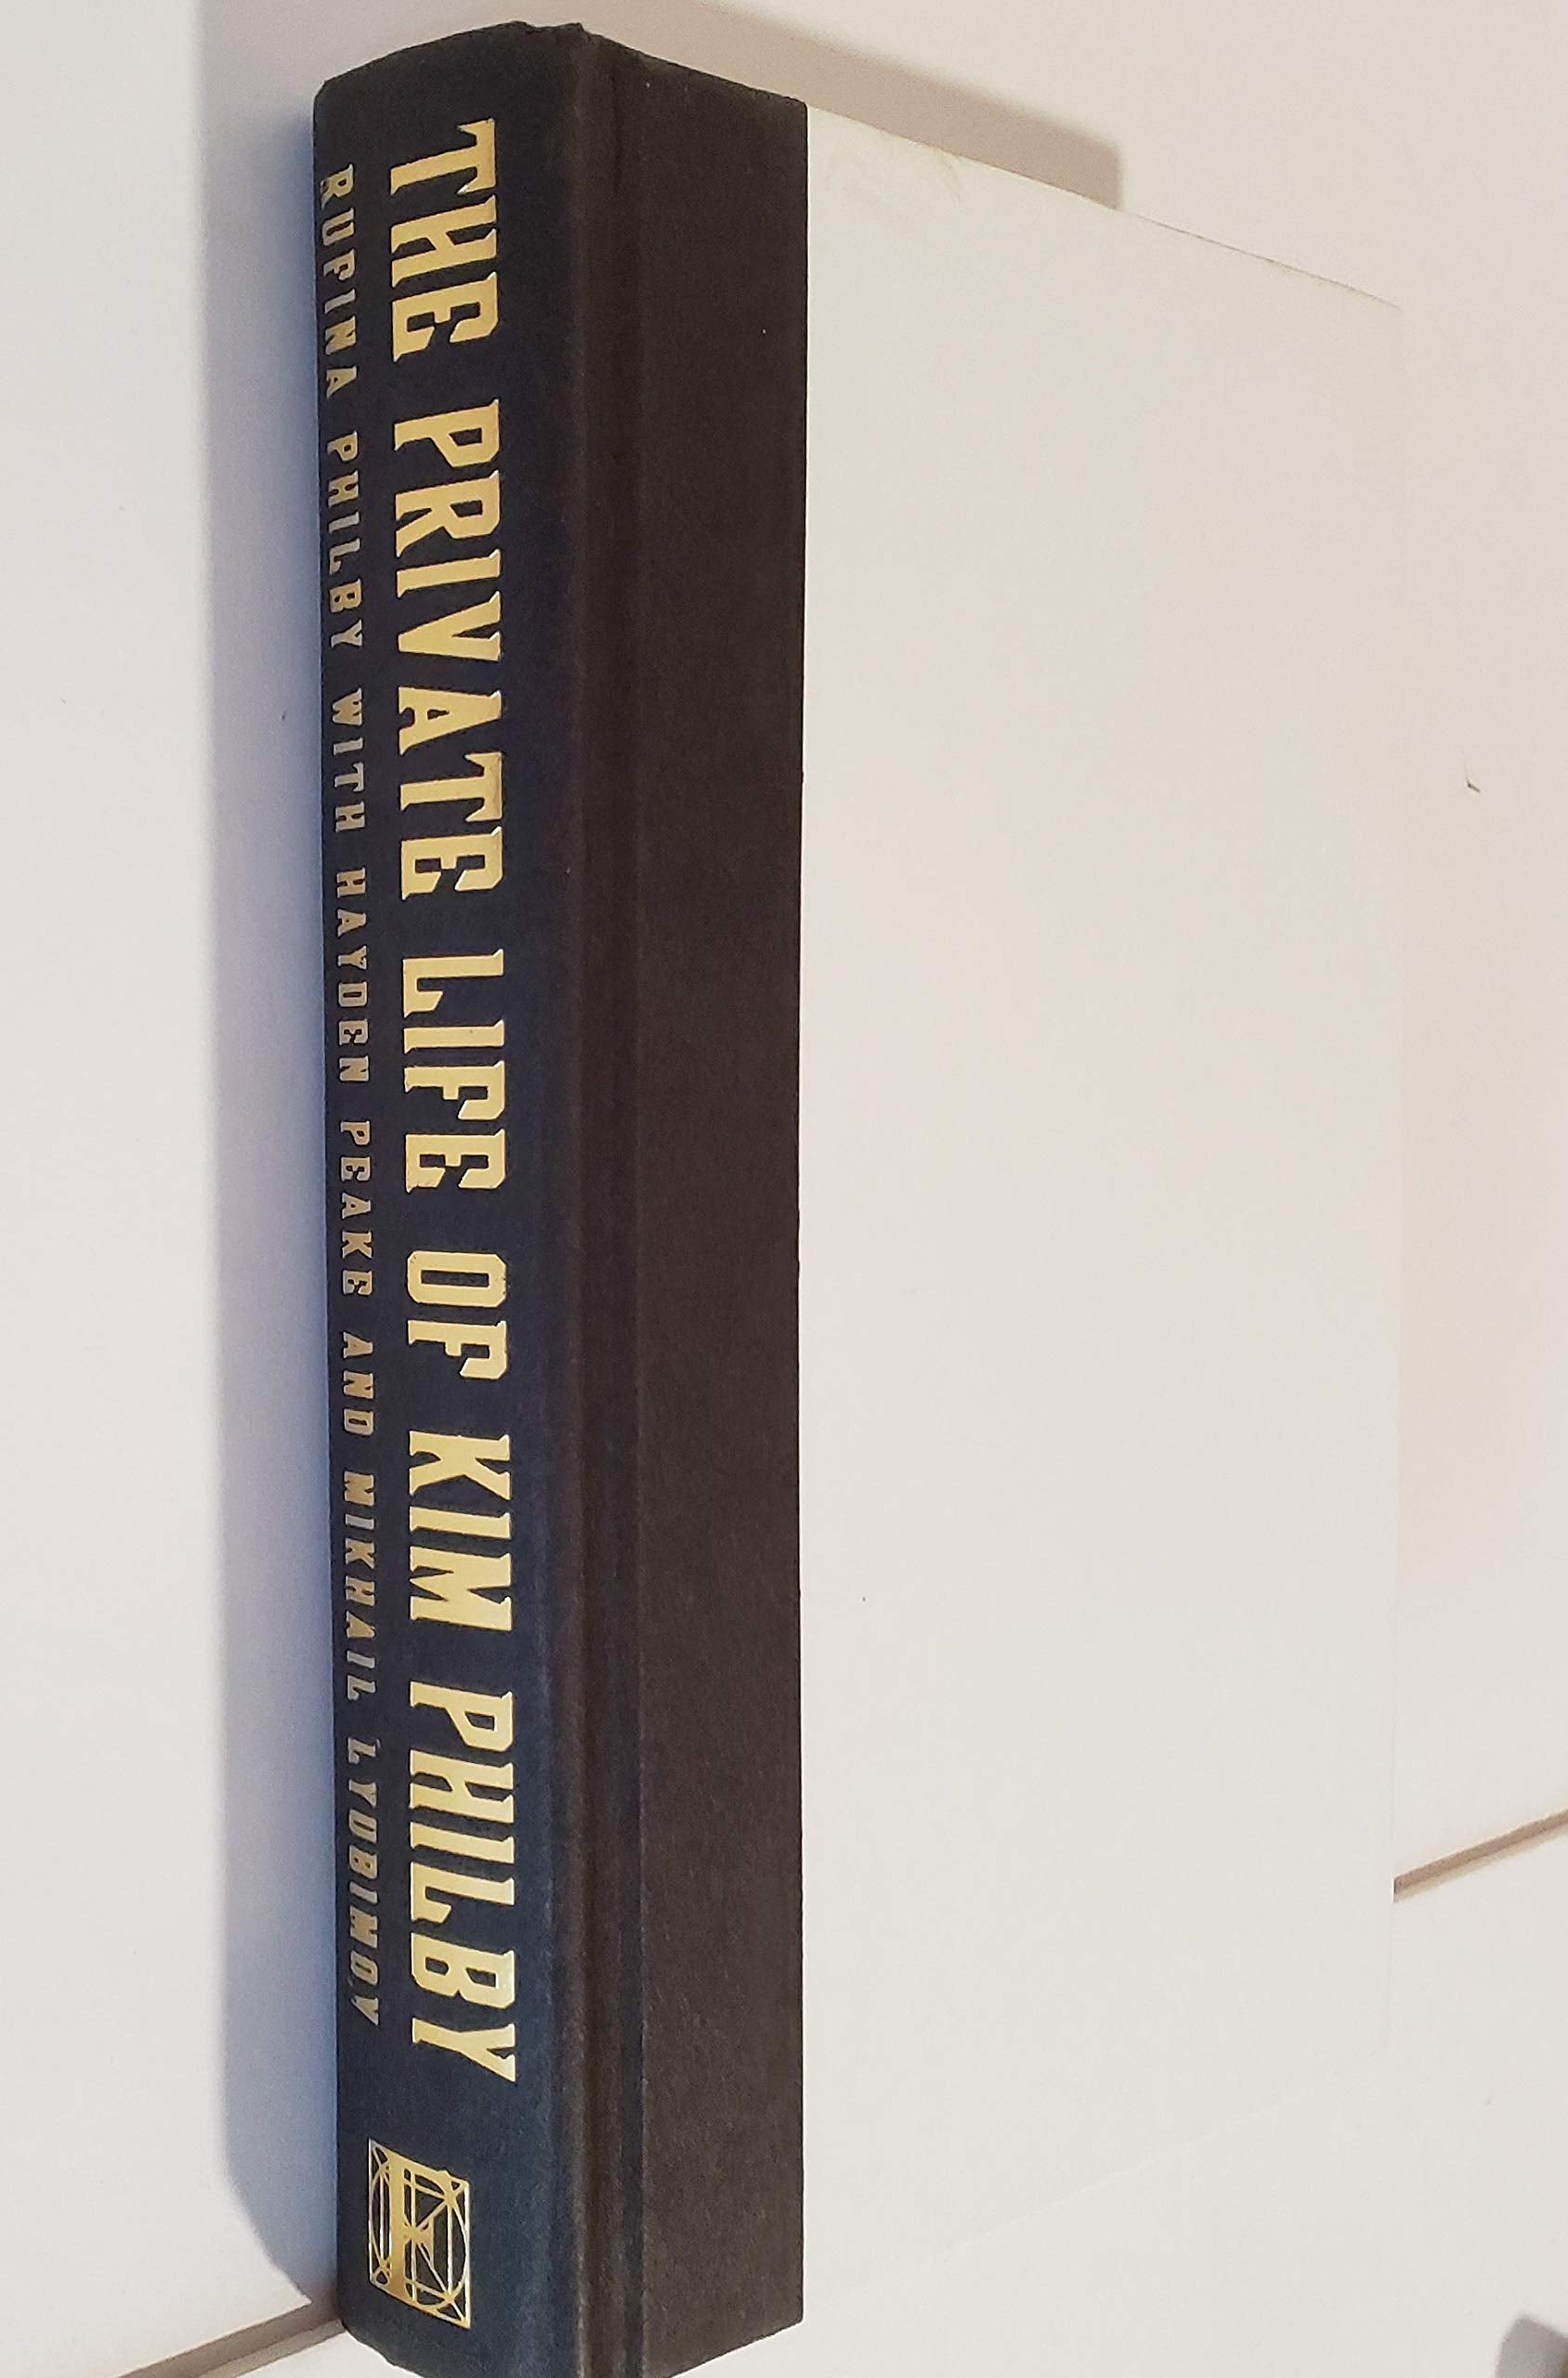 THE PRIVATE LIFE OF KIM PHILBY
RUFINA PHILBY WITH HAYDEN PEAKE AND MIKHAIL LYUBIMOV